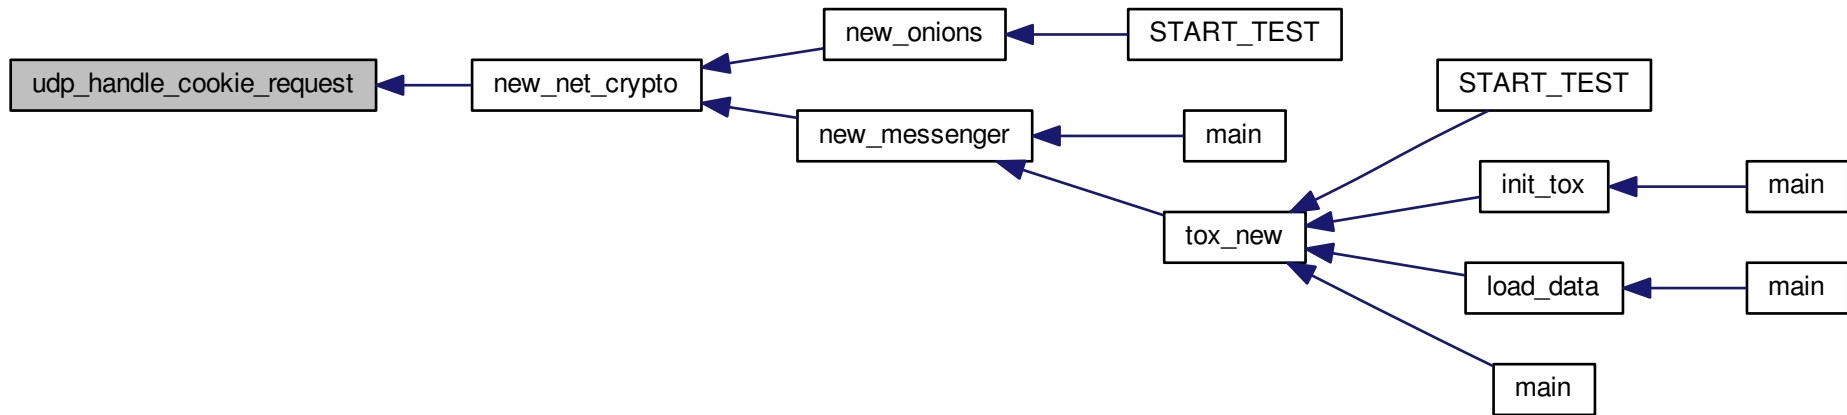 udp_handle_cookie_request
new_net_crypto
new_onions
START_TEST
new_messenger
main
tox_new
START_TEST
init_tox
main
load_data
main
main